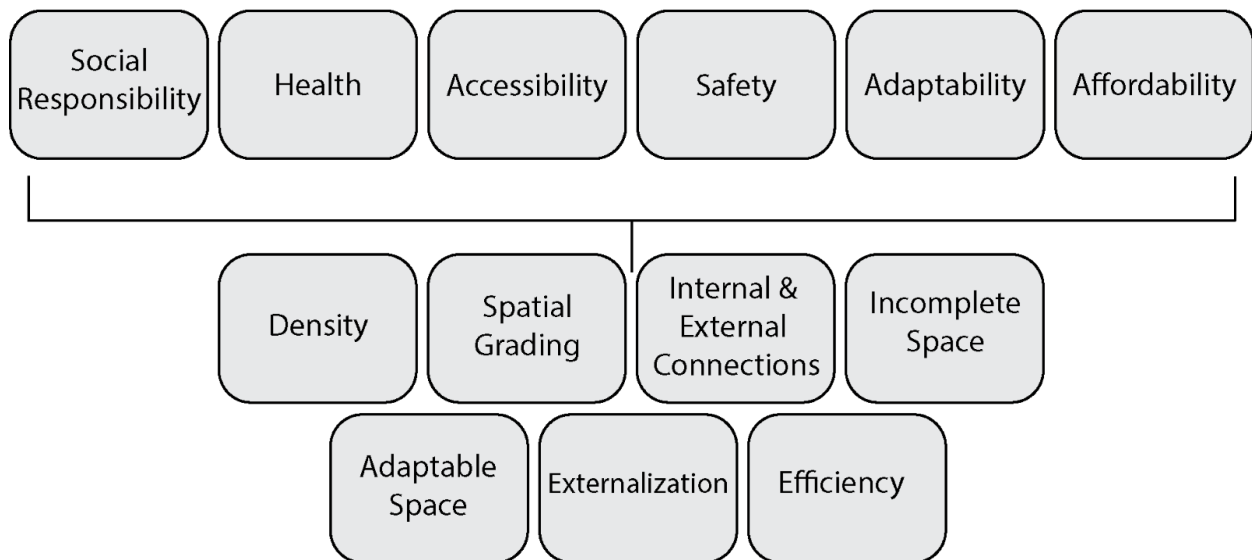 Social
Responsibility
Health
Accessibility
Safety
Adaptability
Affordability
Density
Spatial
Grading
Internal &
External
Connections
Incomplete
Space
Adaptable
Space
Externalization
Efficiency